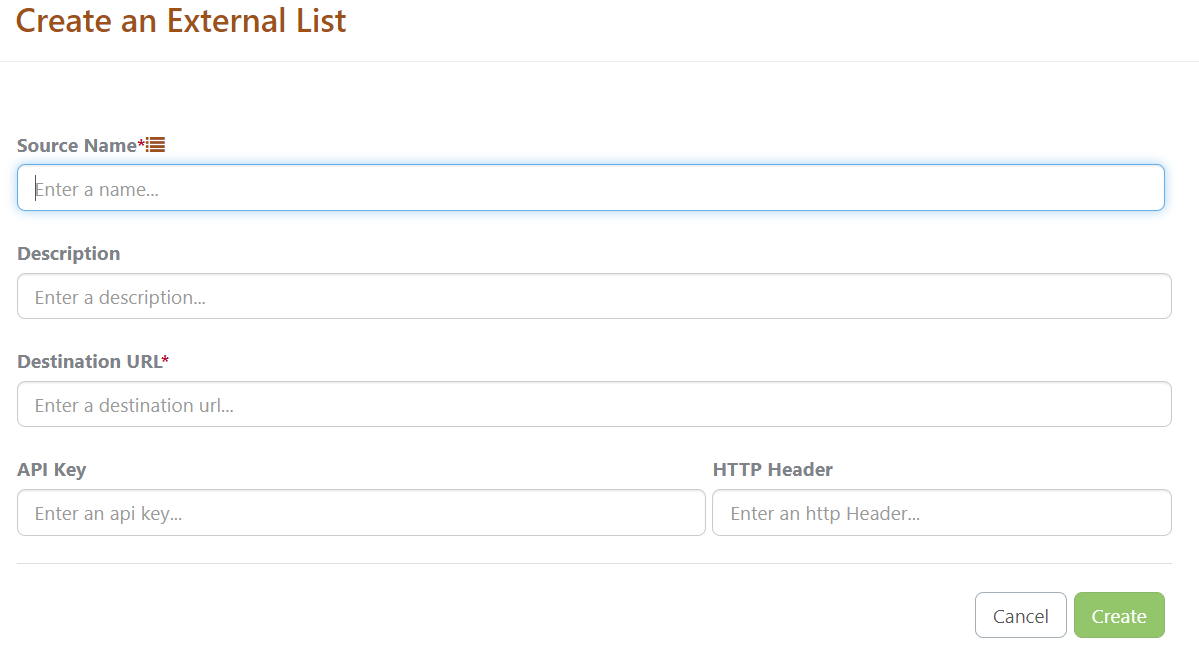 Create an External List
Source Name*
Enter a name...
Description
Enter a description...
Destination URL*
Enter a destination url...
API Key HTTP Header
Enter an api key... Enter an http Header...
Cancel Create